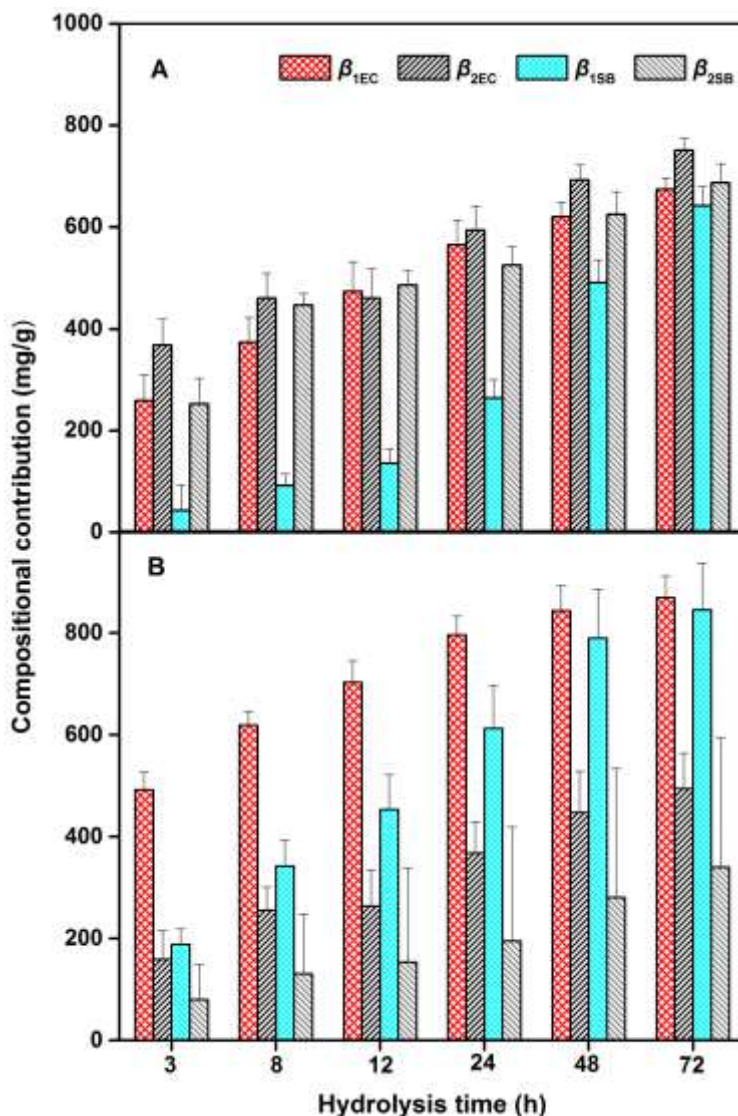 Compositional contribution (mg/g)
1000
800
600
400
200
0
A
β1EC β2EC β1SB β2SB
800
600
400
200
0
B
3 8 12 24 48 72
Hydrolysis time (h)